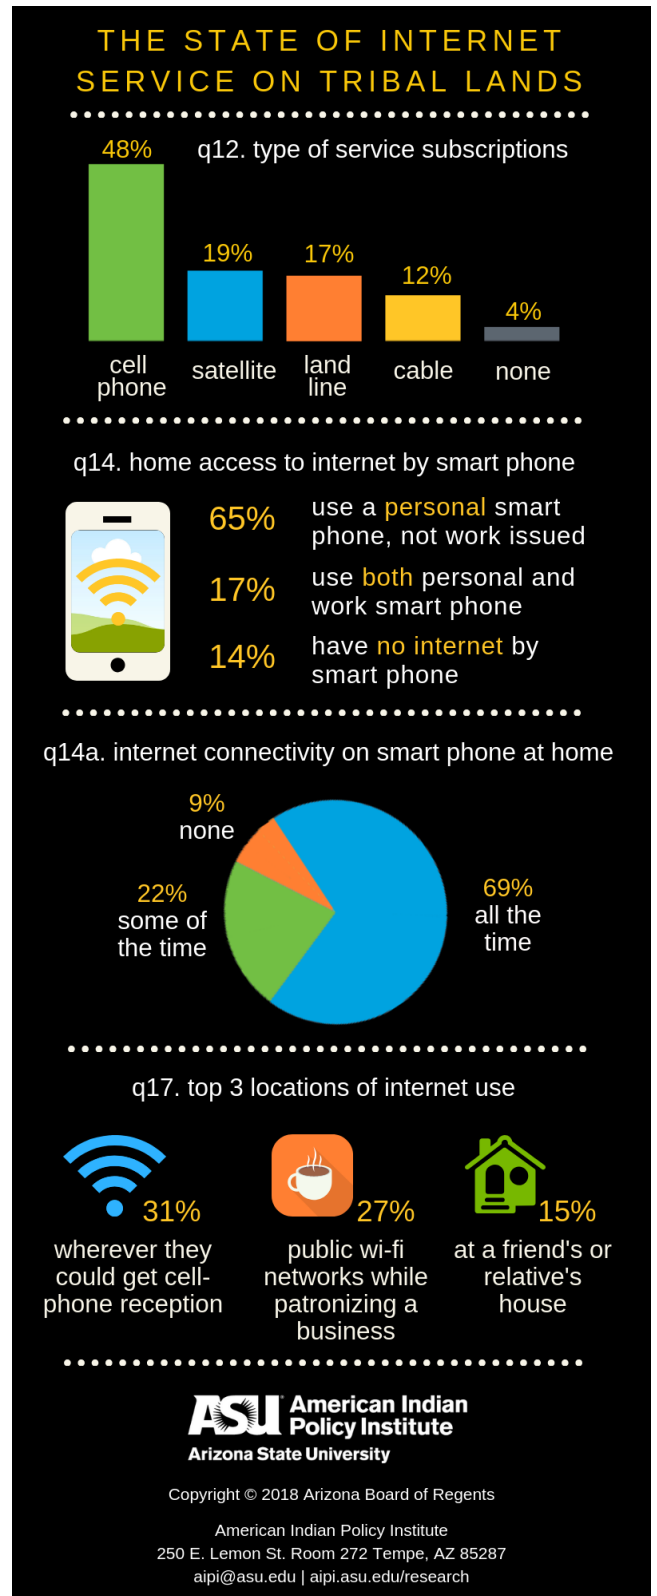 THE STATE OF INTERNET
SERVICE ON TRIBAL LANDS
q12. type of service subscriptions
48%
19%
17%
12%
4%
cell
phone
satellite
land
line
cable
none
q14. home access to internet by smart phone
65%
use a personal smart
phone, not work issued
17%
use both personal and
work smart phone
14%
have no internet by
smart phone
q14a. internet connectivity on smart phone at home
9%
none
22%
some of
the time
69%
all the
time
q17. top 3 locations of internet use
31%
wherever they
could get cell-
phone reception
27%
public wi-fi
networks while
patronizing a
business
15%
at a friend's or
relative's
house
ASU American Indian
Policy Institute
Arizona State University
Copyright © 2018 Arizona Board of Regents
American Indian Policy Institute
250 E. Lemon St. Room 272 Tempe, AZ 85287
aipi@asu.edu | aipi.asu.edu/research